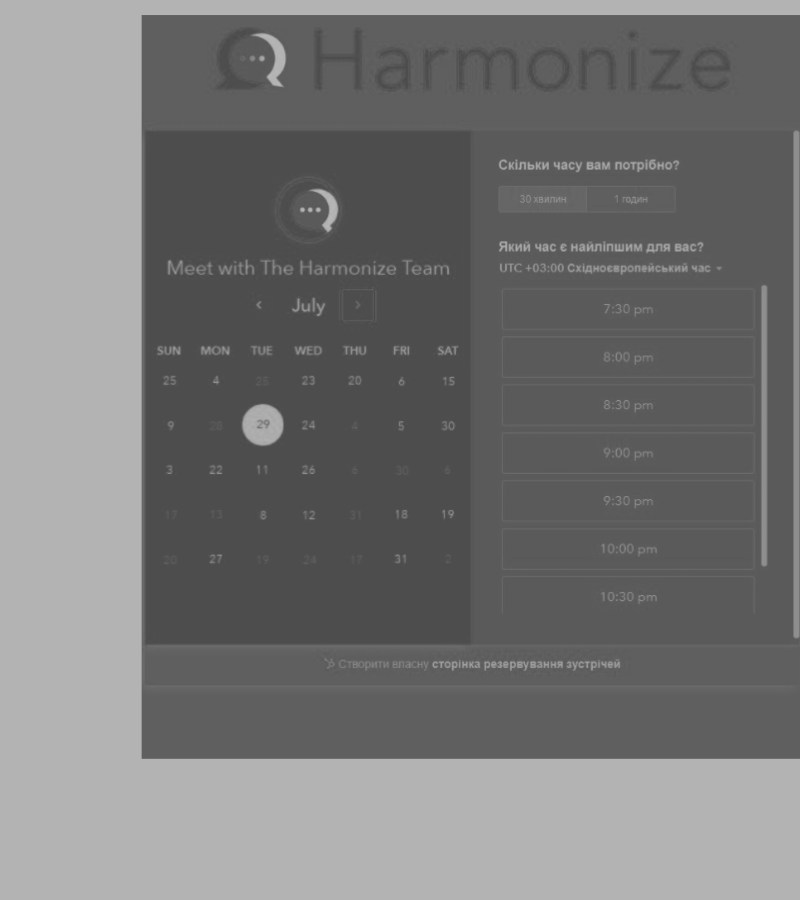 Harmonize
Meet with The Harmonize Team
July
SUN MON TUE WED THU FRI SAT
25 4 25 23 20 6 15
9 28 29 24 4 5 30
3 22 11 26 6 30 6
17 13 8 12 31 18 19
20 27 19 24 17 31 2
Скільки часу вам потрібно?
30 хвилин 1 годин
Який час є найліпшим для вас?
UTC +03:00 Східноєвропейський час
7:30 pm
8:00 pm
8:30 pm
9:00 pm
9:30 pm
10:00 pm
10:30 pm
Створити власну сторінка резервування зустрічей